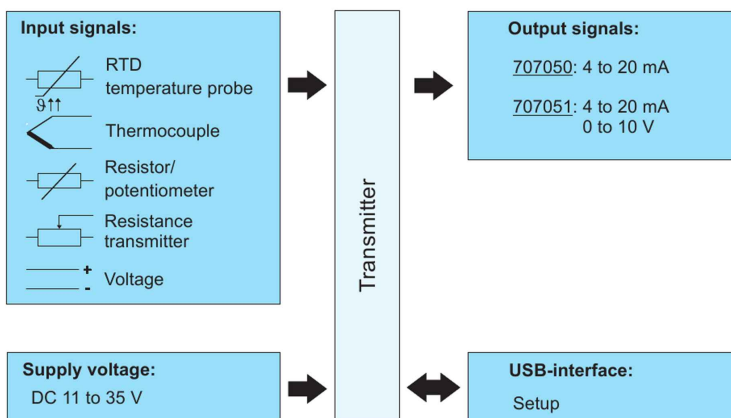 Input signals:
RTD
temperature probe
ϑ↑↑
Thermocouple
Resistor/
potentiometer
Resistance
transmitter
+
-
Voltage
Supply voltage:
DC 11 to 35 V
Transmitter
Output signals:
707050: 4 to 20 mA
707051: 4 to 20 mA
0 to 10 V
USB-interface:
Setup